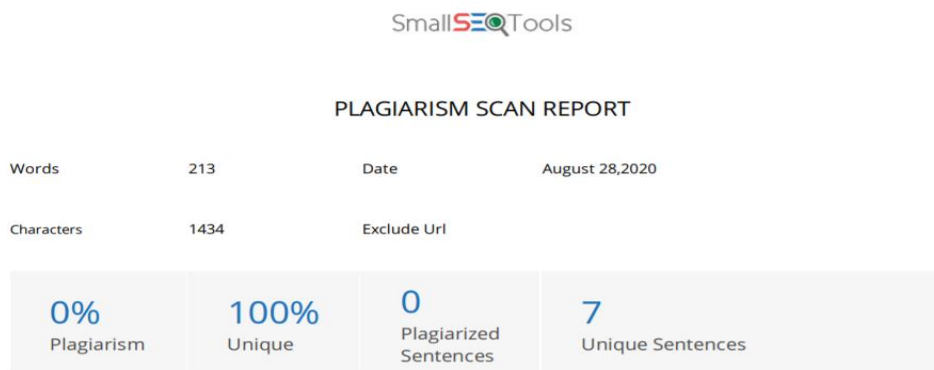 SmallSEOTools
PLAGIARISM SCAN REPORT
Words 213 Date August 28,2020
Characters 1434 Exclude Url
0% 100% 0 7
Plagiarism Unique Plagiarized Sentences Unique Sentences